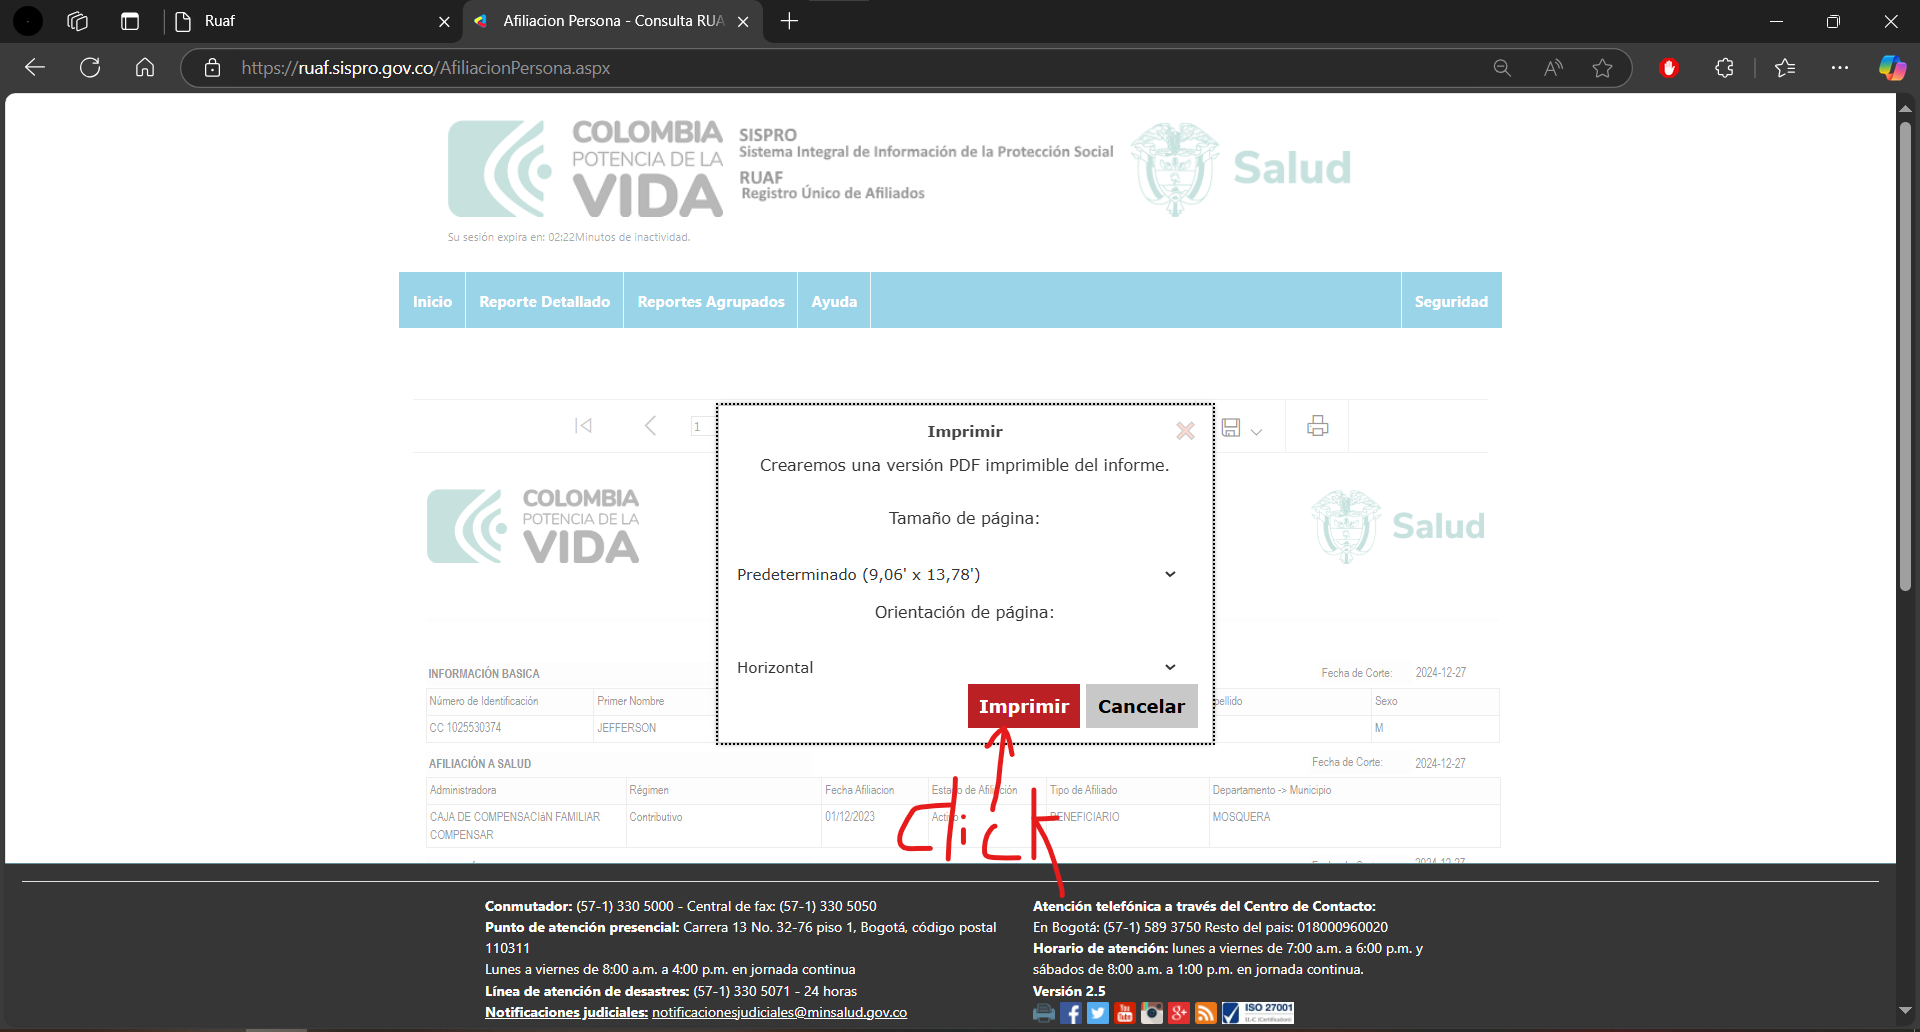 Ruaf
Afiliacion Persona - Consulta RUA
https://ruaf.sispro.gov.co/AfiliacionPersona.aspx
COLOMBIA
POTENCIA DE LA
VIDA
SISPRO
Sistema Integral de Información de la Protección Social
RUAF
Registro Único de Afiliados
Salud
Su sesión expira en: 02:22Minutos de inactividad.
Inicio
Reporte Detallado
Reportes Agrupados
Ayuda
Seguridad
1
Imprimir
Crearemos una versión PDF imprimible del informe.
Tamaño de página:
Predeterminado (9,06' x 13,78')
Orientación de página:
Horizontal
Imprimir
Cancelar
COLOMBIA
POTENCIA DE LA
VIDA
Salud
INFORMACIÓN BASICA
Fecha de Corte: 2024-12-27
Número de Identificación
Primer Nombre
pellido
Sexo
CC 1025530374
JEFFERSON
M
AFILIACIÓN A SALUD
Fecha de Corte: 2024-12-27
Administradora
Régimen
Fecha Afiliacion
Estado de Afiliación
Tipo de Afiliado
Departamento -> Municipio
CAJA DE COMPENSACIóN FAMILIAR
COMPENSAR
Contributivo
01/12/2023
Activo
BENEFICIARIO
MOSQUERA
click
Conmutador: (57-1) 330 5000 - Central de fax: (57-1) 330 5050
Punto de atención presencial: Carrera 13 No. 32-76 piso 1, Bogotá, código postal
110311
Lunes a viernes de 8:00 a.m. a 4:00 p.m. en jornada continua
Línea de atención de desastres: (57-1) 330 5071 - 24 horas
Notificaciones judiciales: notificacionesjudiciales@minsalud.gov.co
Atención telefónica a través del Centro de Contacto:
En Bogotá: (57-1) 589 3750 Resto del pais: 018000960020
Horario de atención: lunes a viernes de 7:00 a.m. a 6:00 p.m. y
sábados de 8:00 a.m. a 1:00 p.m. en jornada continua.
Versión 2.5
You
ISO 27001